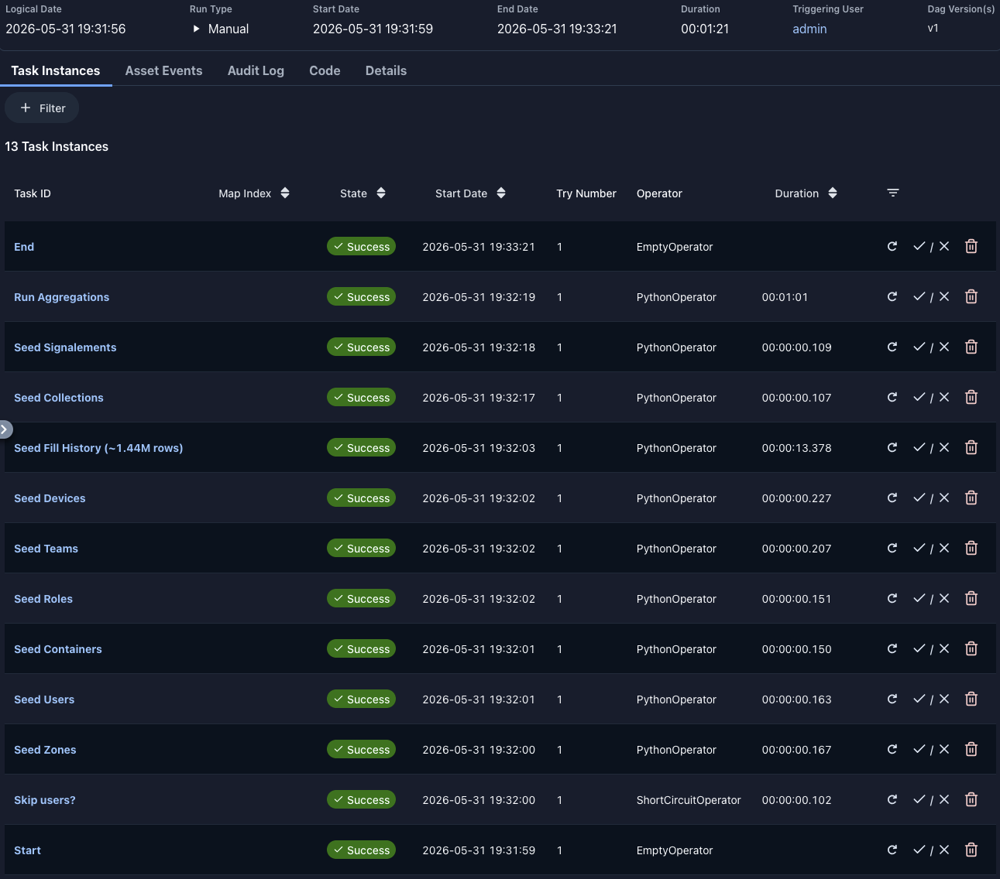 Logical Date Run Type Start Date End Date Duration Triggering User Dag Version(s)
2026-05-31 19:31:56 Manual 2026-05-31 19:31:59 2026-05-31 19:33:21 00:01:21 admin v1
Task Instances Asset Events Audit Log Code Details
+ Filter
13 Task Instances
Task ID Map Index State Start Date Try Number Operator Duration
End Success 2026-05-31 19:33:21 1 EmptyOperator /
Run Aggregations Success 2026-05-31 19:32:19 1 PythonOperator 00:01:01 /
Seed Signalements Success 2026-05-31 19:32:18 1 PythonOperator 00:00:00.109 /
Seed Collections Success 2026-05-31 19:32:17 1 PythonOperator 00:00:00.107 /
Seed Fill History (~1.44M rows) Success 2026-05-31 19:32:03 1 PythonOperator 00:00:13.378 /
Seed Devices Success 2026-05-31 19:32:02 1 PythonOperator 00:00:00.227 /
Seed Teams Success 2026-05-31 19:32:02 1 PythonOperator 00:00:00.207 /
Seed Roles Success 2026-05-31 19:32:02 1 PythonOperator 00:00:00.151 /
Seed Containers Success 2026-05-31 19:32:01 1 PythonOperator 00:00:00.150 /
Seed Users Success 2026-05-31 19:32:01 1 PythonOperator 00:00:00.163 /
Seed Zones Success 2026-05-31 19:32:00 1 PythonOperator 00:00:00.167 /
Skip users? Success 2026-05-31 19:32:00 1 ShortCircuitOperator 00:00:00.102 /
Start Success 2026-05-31 19:31:59 1 EmptyOperator /